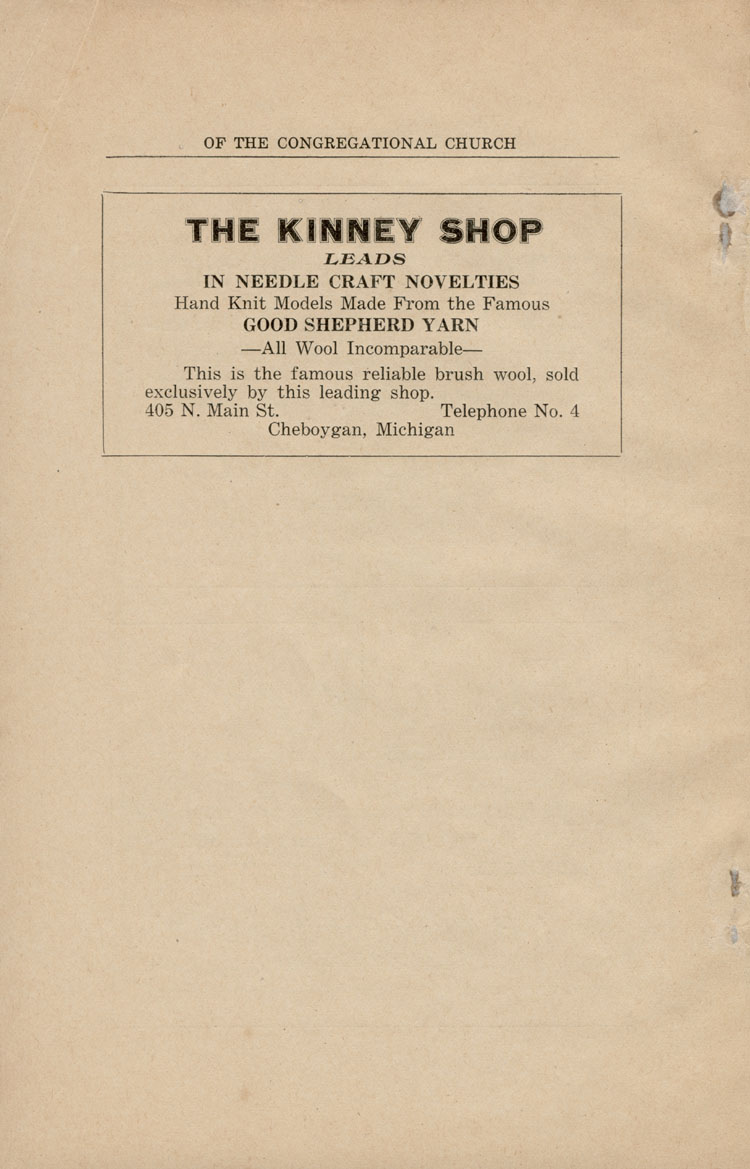 OF THE CONGREGATIONAL CHURCH
THE KINNEY SHOP
LEADS
IN NEEDLE CRAFT NOVELTIES
Hand Knit Models Made From the Famous
GOOD SHEPHERD YARN
—All Wool Incomparable—
This is the famous reliable brush wool, sold
exclusively by this leading shop.
405 N. Main St. Telephone No. 4
Cheboygan, Michigan